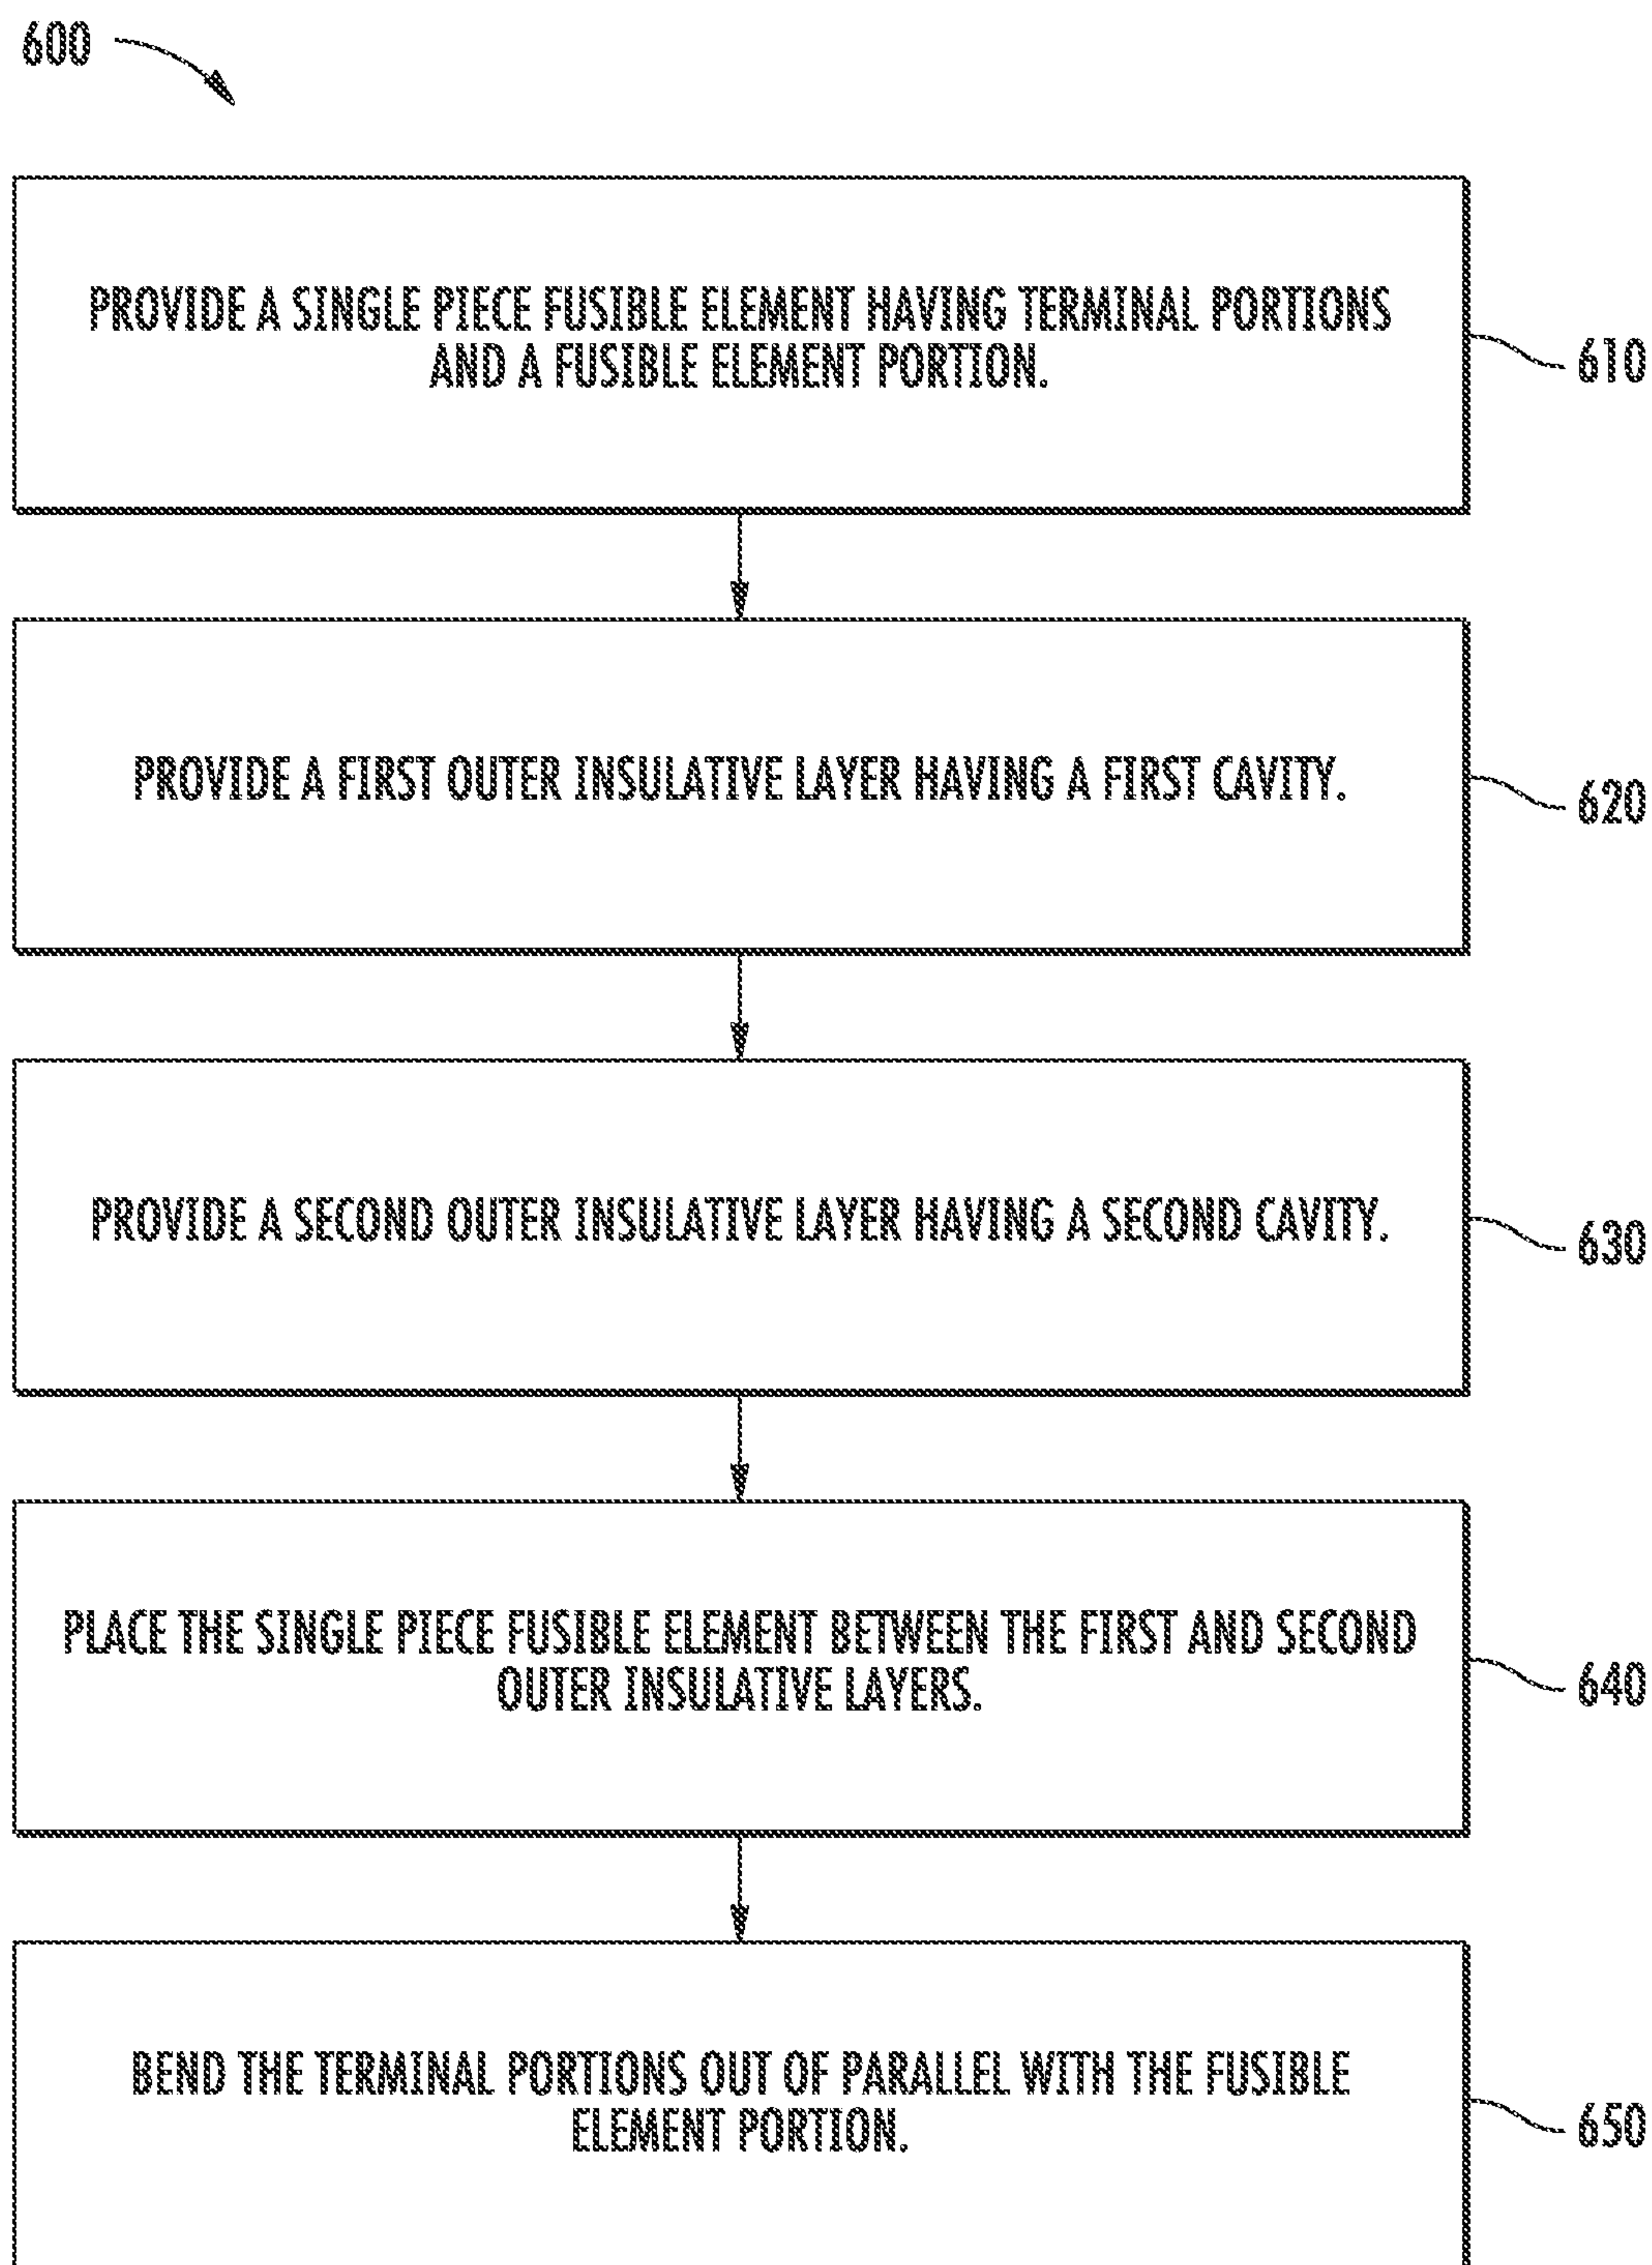 600
PROVIDE A SINGLE PIECE FUSIBLE ELEMENT HAVING TERMINAL PORTIONS
AND A FUSIBLE ELEMENT PORTION.
610
PROVIDE A FIRST OUTER INSULATIVE LAYER HAVING A FIRST CAVITY.
620
PROVIDE A SECOND OUTER INSULATIVE LAYER HAVING A SECOND CAVITY.
630
PLACE THE SINGLE PIECE FUSIBLE ELEMENT BETWEEN THE FIRST AND SECOND
OUTER INSULATIVE LAYERS.
640
BEND THE TERMINAL PORTIONS OUT OF PARALLEL WITH THE FUSIBLE
ELEMENT PORTION.
650